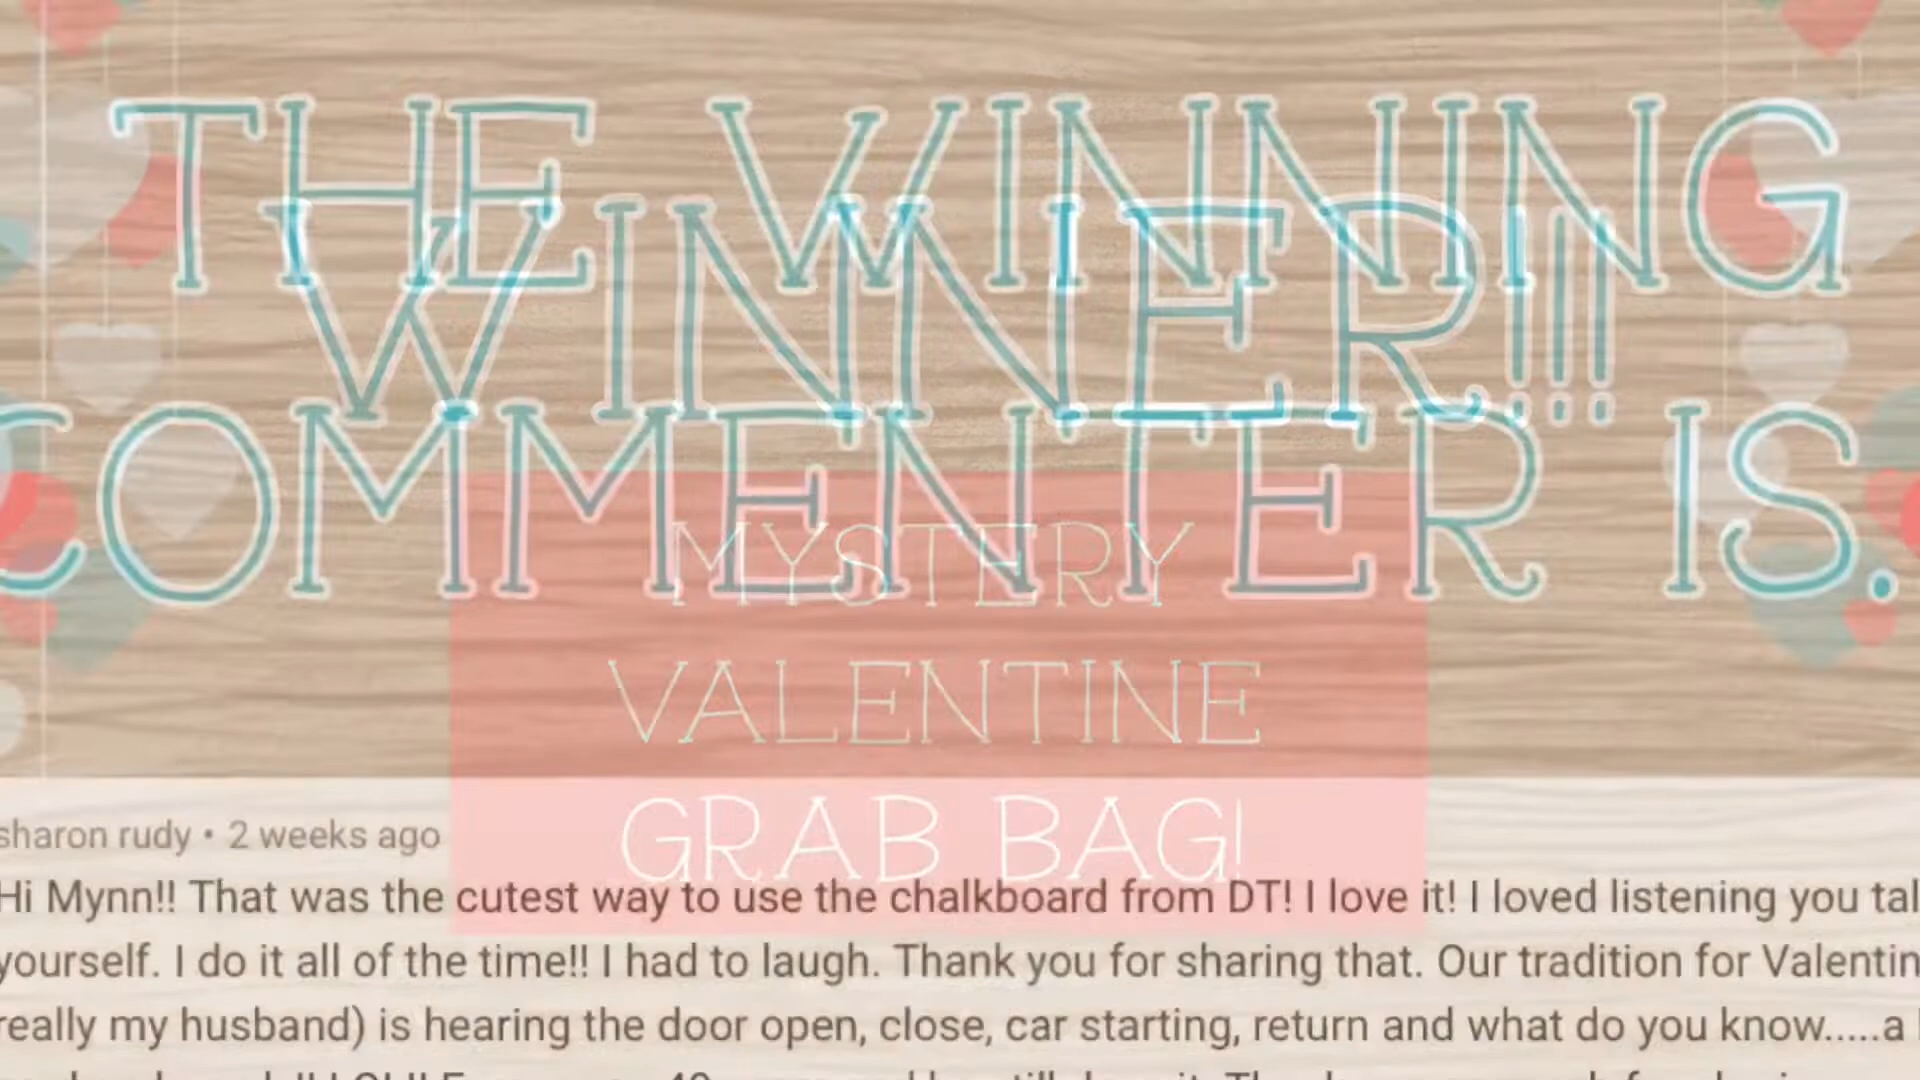 THE WINNING
WINNER!!!
COMMENTER IS.
MYSTERY
VALENTINE
GRAB BAG!
sharon rudy • 2 weeks ago
Hi Mynn!! That was the cutest way to use the chalkboard from DT! I love it! I loved listening you tal
yourself. I do it all of the time!! I had to laugh. Thank you for sharing that. Our tradition for Valentin
really my husband) is hearing the door open, close, car starting, return and what do you know.....a